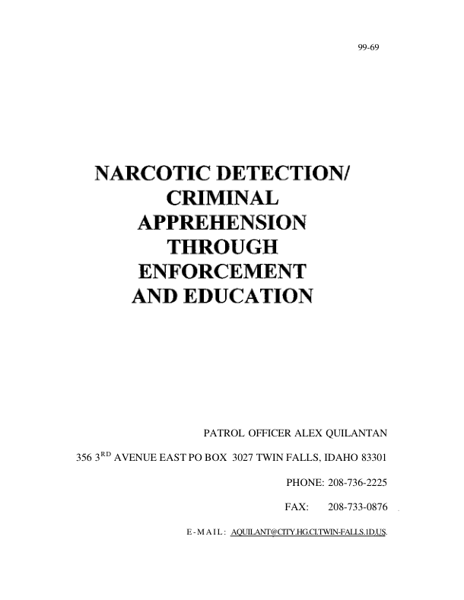 99-69
NARCOTIC DETECTION/
CRIMINAL
APPREHENSION
THROUGH
ENFORCEMENT
AND EDUCATION
PATROL OFFICER ALEX QUILANTAN
356 3RD AVENUE EAST PO BOX 3027 TWIN FALLS, IDAHO 83301
PHONE: 208-736-2225
FAX: 208-733-0876
E-MAIL: AQUILANT@CITY.HG.CI.TWIN-FALLS.ID.US.